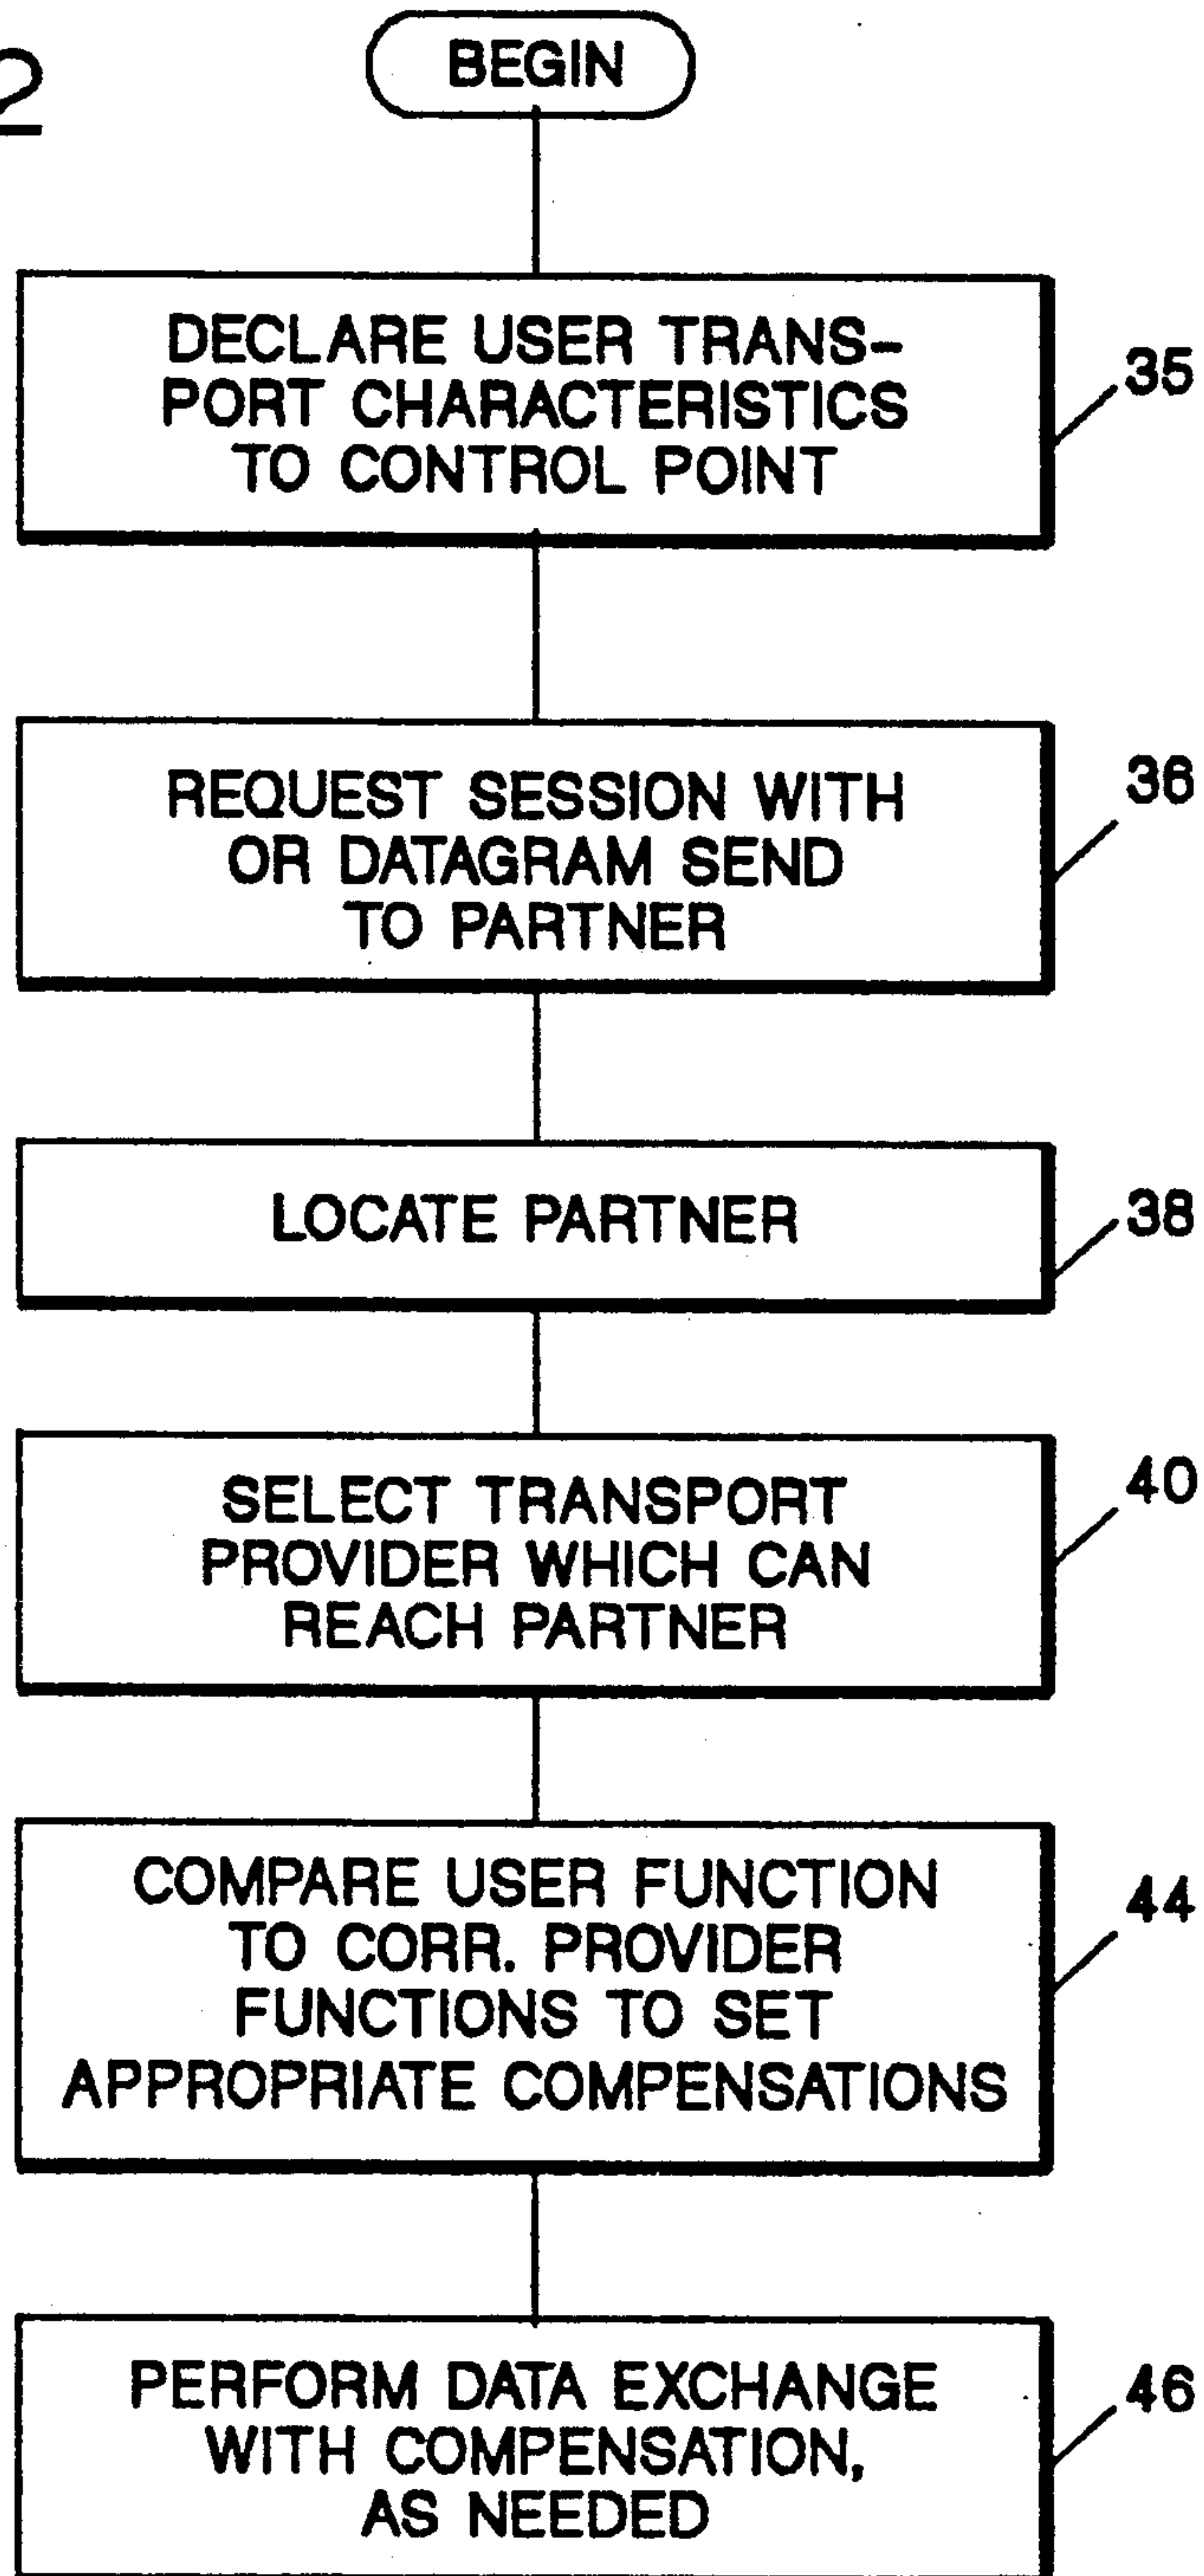 2
BEGIN
DECLARE USER TRANS-
PORT CHARACTERISTICS
TO CONTROL POINT
35
REQUEST SESSION WITH
OR DATAGRAM SEND
TO PARTNER
36
LOCATE PARTNER
38
SELECT TRANSPORT
PROVIDER WHICH CAN
REACH PARTNER
40
COMPARE USER FUNCTION
TO CORR. PROVIDER
FUNCTIONS TO SET
APPROPRIATE COMPENSATIONS
44
PERFORM DATA EXCHANGE
WITH COMPENSATION,
AS NEEDED
46